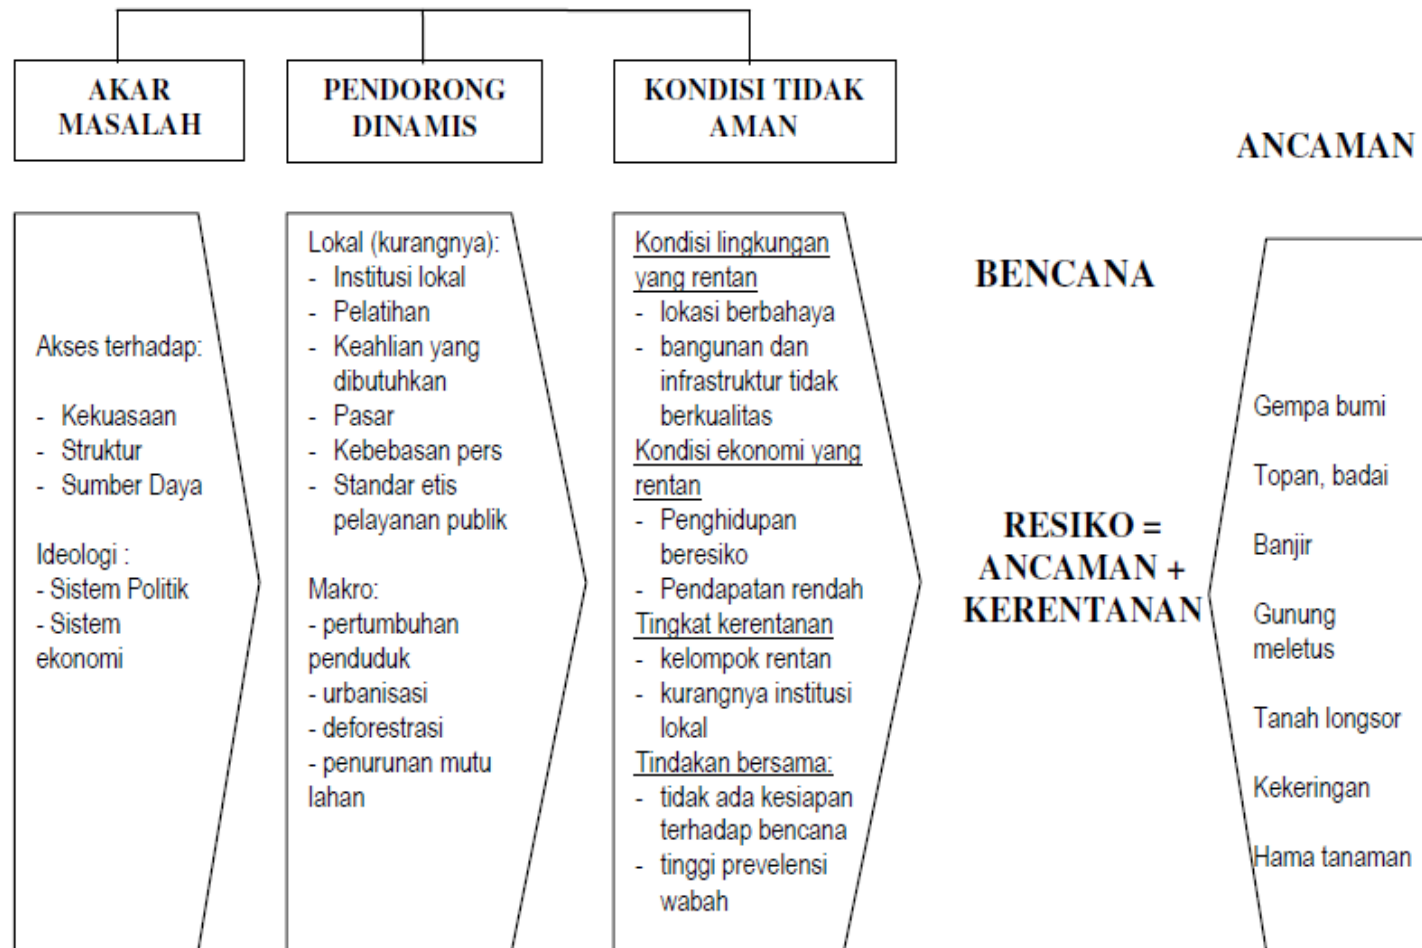 AKAR
MASALAH
PENDORONG
DINAMIS
KONDISI TIDAK
AMAN
ANCAMAN
Akses terhadap:
- Kekuasaan
- Struktur
- Sumber Daya
Ideologi :
- Sistem Politik
- Sistem
ekonomi
Lokal (kurangnya):
- Institusi lokal
- Pelatihan
- Keahlian yang
dibutuhkan
- Pasar
- Kebebasan pers
- Standar etis
pelayanan publik
Makro:
- pertumbuhan
penduduk
- urbanisasi
- deforestrasi
- penurunan mutu
lahan
Kondisi lingkungan
yang rentan
- lokasi berbahaya
- bangunan dan
infrastruktur tidak
berkualitas
Kondisi ekonomi yang
rentan
- Penghidupan
beresiko
- Pendapatan rendah
Tingkat kerentanan
- kelompok rentan
- kurangnya institusi
lokal
Tindakan bersama:
- tidak ada kesiapan
terhadap bencana
- tinggi prevelensi
wabah
BENCANA
RESIKO =
ANCAMAN +
KERENTANAN
Gempa bumi
Topan, badai
Banjir
Gunung
meletus
Tanah longsor
Kekeringan
Hama tanaman